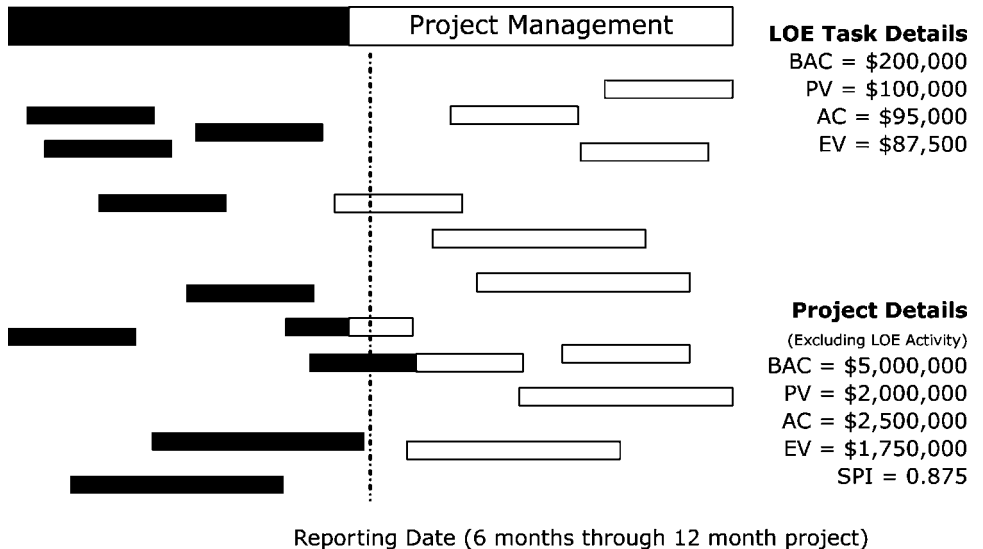 Project Management
LOE Task Details
BAC = $200,000
PV = $100,000
AC = $95,000
EV = $87,500
Project Details
(Excluding LOE Activity)
BAC = $5,000,000
PV = $2,000,000
AC = $2,500,000
EV = $1,750,000
SPI = 0.875
Reporting Date (6 months through 12 month project)